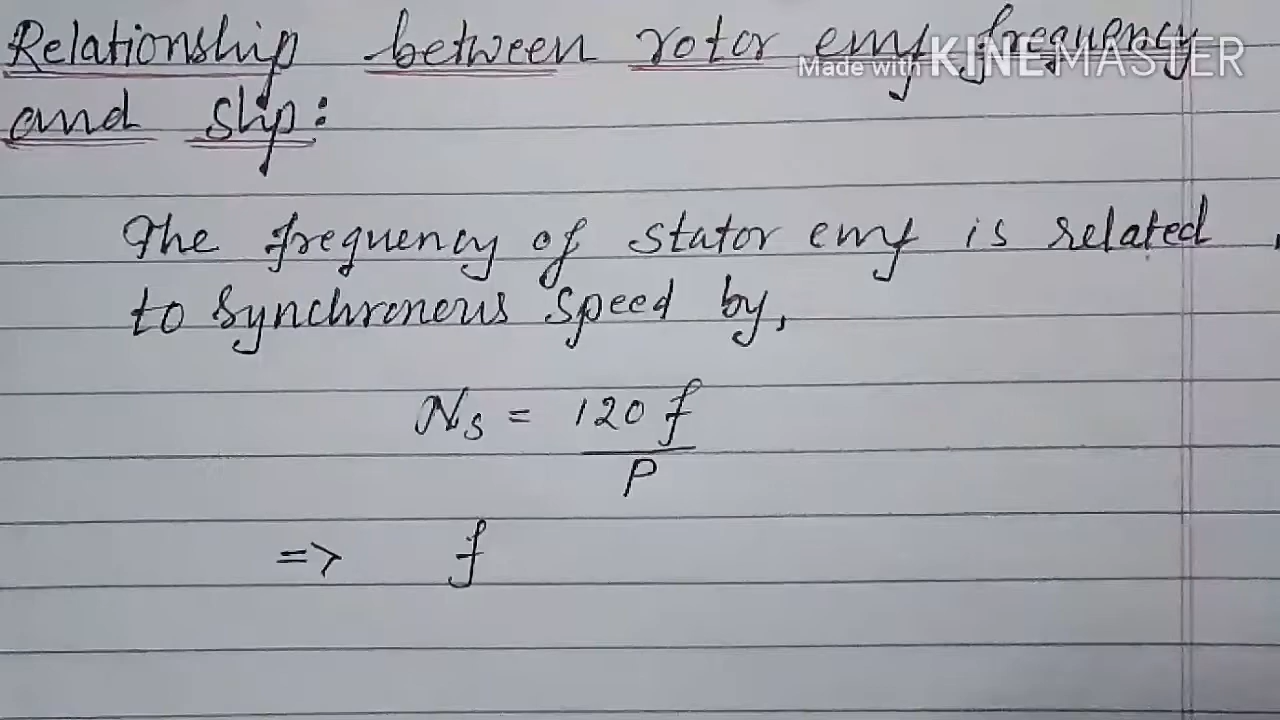 Relationship between rotor emf frequency
Made with KINEMASTER
and slip:
The frequency of stator emf is related
to synchronous speed by,
Ns = 120 f
P
=> f